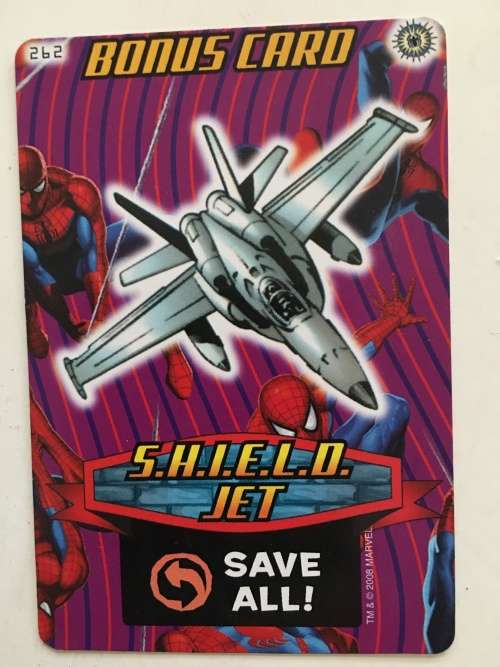 262
BONUS CARD
S.H.I.E.L.D.
JET
SAVE
ALL!
TM & © 2008 MARVEL